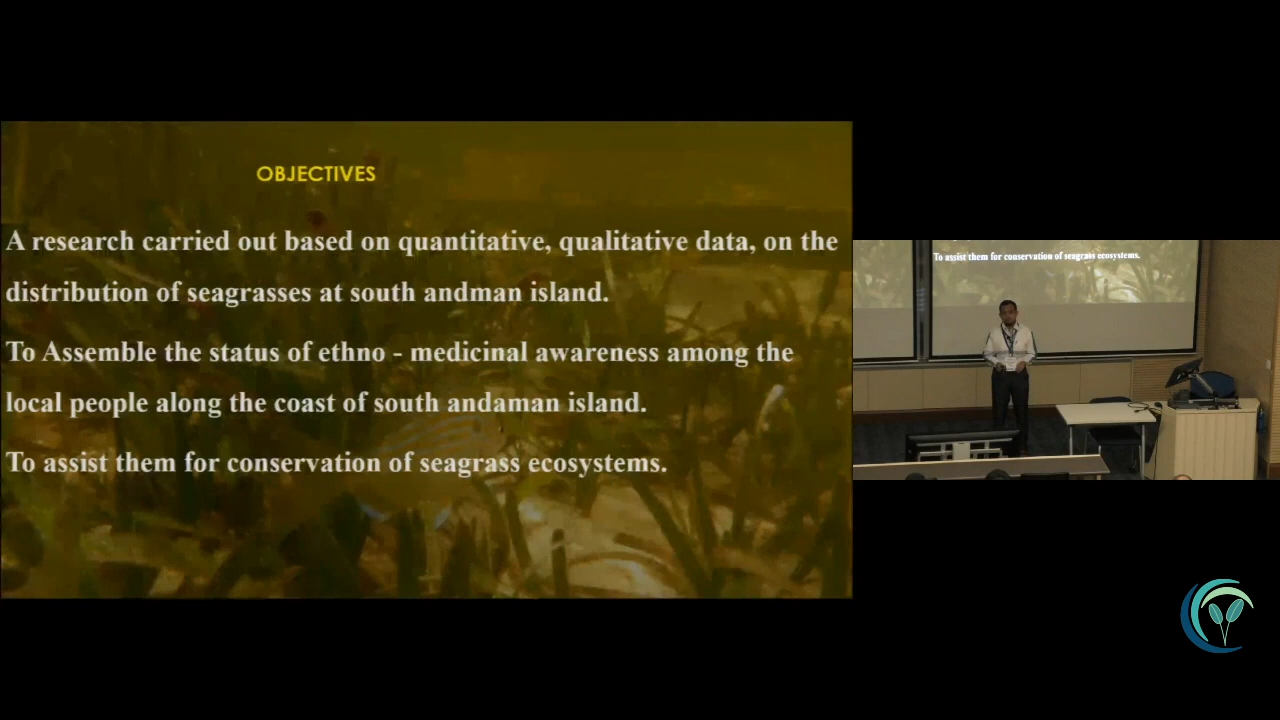 OBJECTIVES
A research carried out based on quantitative, qualitative data, on the
distribution of seagrasses at south andman island.
To Assemble the status of ethno - medicinal awareness among the
local people along the coast of south andaman island.
To assist them for conservation of seagrass ecosystems.
To assist them for conservation of seagrass ecosystems.